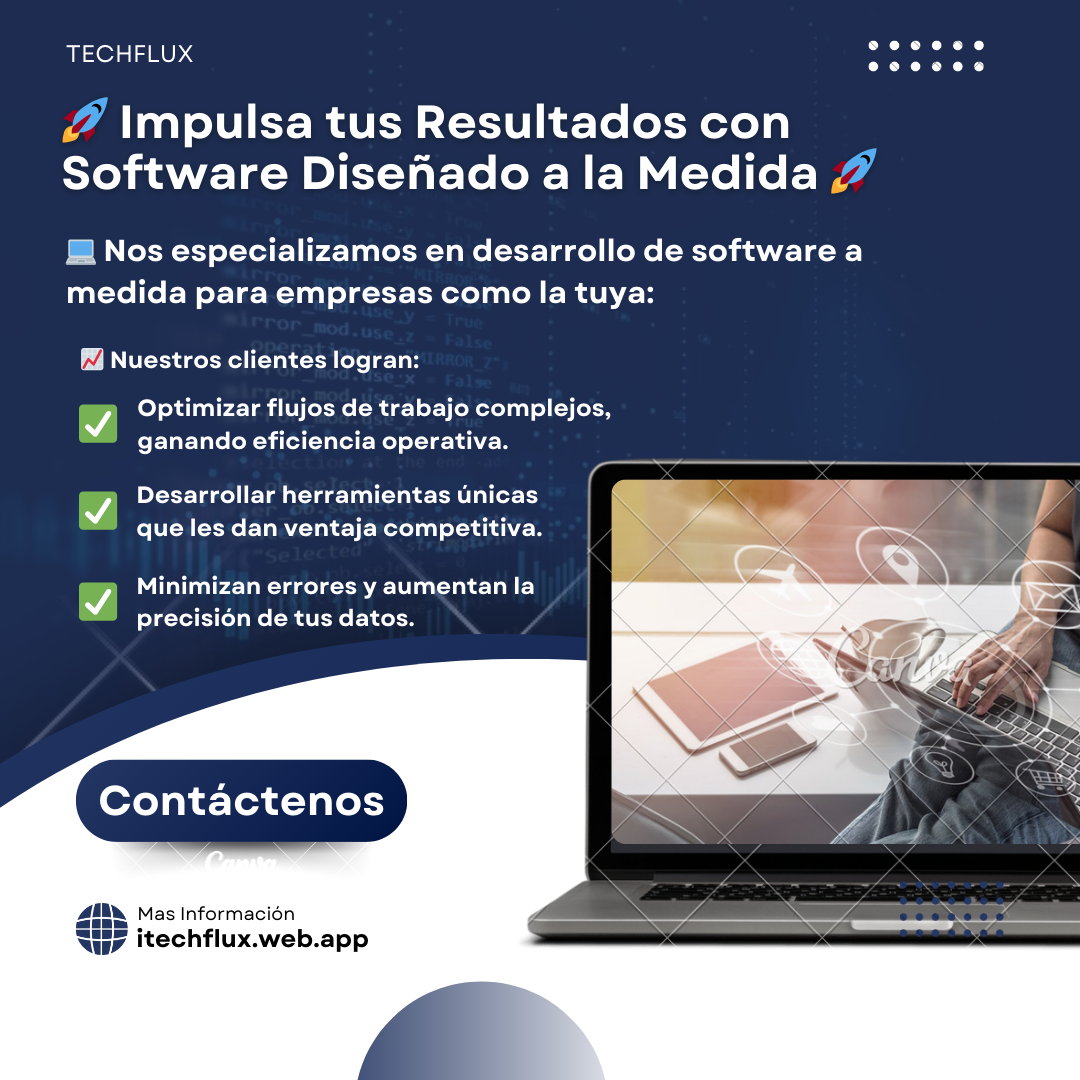 TECHFLUX
🚀 Impulsa tus Resultados con
Software Diseñado a la Medida 🚀
💻 Nos especializamos en desarrollo de software a
medida para empresas como la tuya:
📈 Nuestros clientes logran:
✅ Optimizar flujos de trabajo complejos,
ganando eficiencia operativa.
✅ Desarrollar herramientas únicas
que les dan ventaja competitiva.
✅ Minimizan errores y aumentan la
precisión de tus datos.
Canva
Contáctenos
Canva
Mas Información
itechflux.web.app